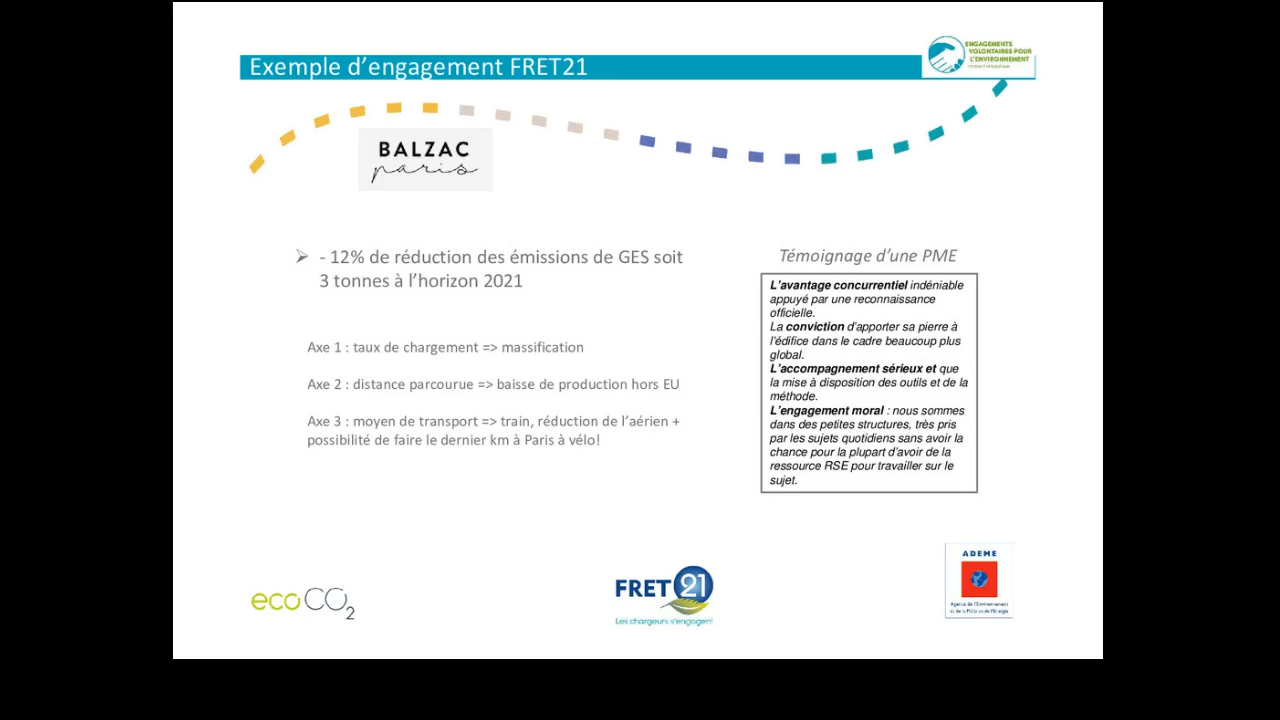 Exemple d’engagement FRET21
ENGAGEMENTS
VOLONTAIRES POUR
L'ENVIRONNEMENT
BALZAC
paris
➢ - 12% de réduction des émissions de GES soit
3 tonnes à l’horizon 2021
Axe 1 : taux de chargement => massification
Axe 2 : distance parcourue => baisse de production hors EU
Axe 3 : moyen de transport => train, réduction de l’aérien +
possibilité de faire le dernier km à Paris à vélo!
Témoignage d’une PME
L’avantage concurrentiel indéniable
appuyé par une reconnaissance
officielle.
La conviction d’apporter sa pierre à
l’édifice dans le cadre beaucoup plus
global.
L’accompagnement sérieux et que
la mise à disposition des outils et de la
méthode.
L’engagement moral : nous sommes
dans des petites structures, très pris
par les sujets quotidiens sans avoir la
chance pour la plupart d’avoir de la
ressource RSE pour travailler sur le
sujet.
ecoCO2
FRET 21
Les chargeurs s'engagent
ADEME
Agence de l'Environnement
et de la Maîtrise de l'Energie